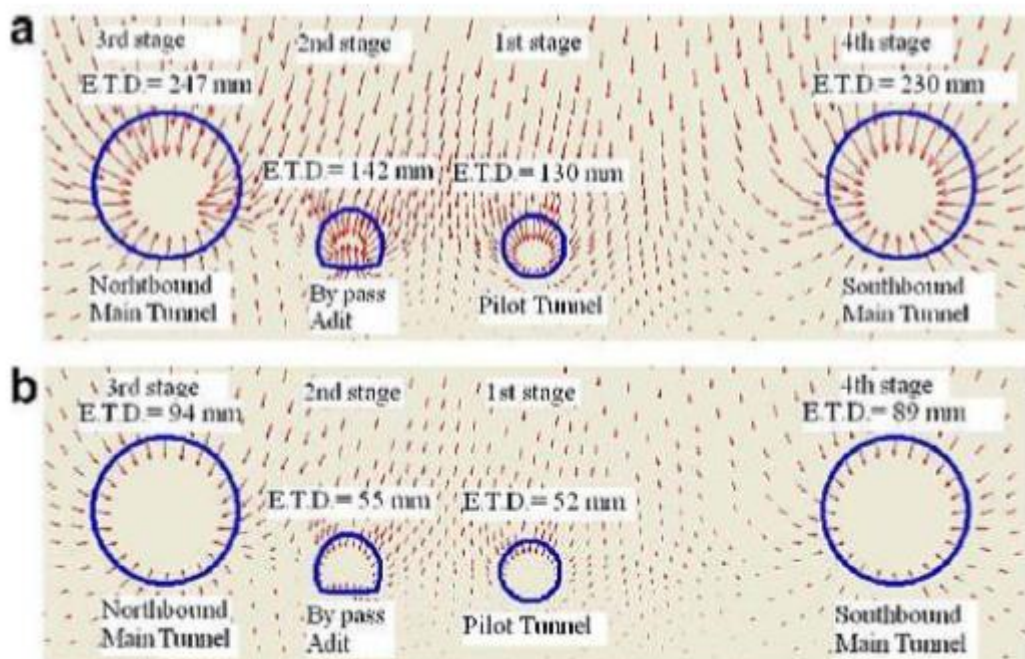 a
3rd stage 2nd stage 1st stage 4th stage
E.T.D.= 247 mm E.T.D.= 230 mm
E.T.D.= 142 mm E.T.D.= 130 mm
Northbound
Main Tunnel
By pass
Adit
Pilot Tunnel
Southbound
Main Tunnel
b
3rd stage 2nd stage 1st stage 4th stage
E.T.D.= 94 mm E.T.D.= 89 mm
E.T.D.= 55 mm E.T.D.= 52 mm
Northbound
Main Tunnel
By pass
Adit
Pilot Tunnel
Southbound
Main Tunnel